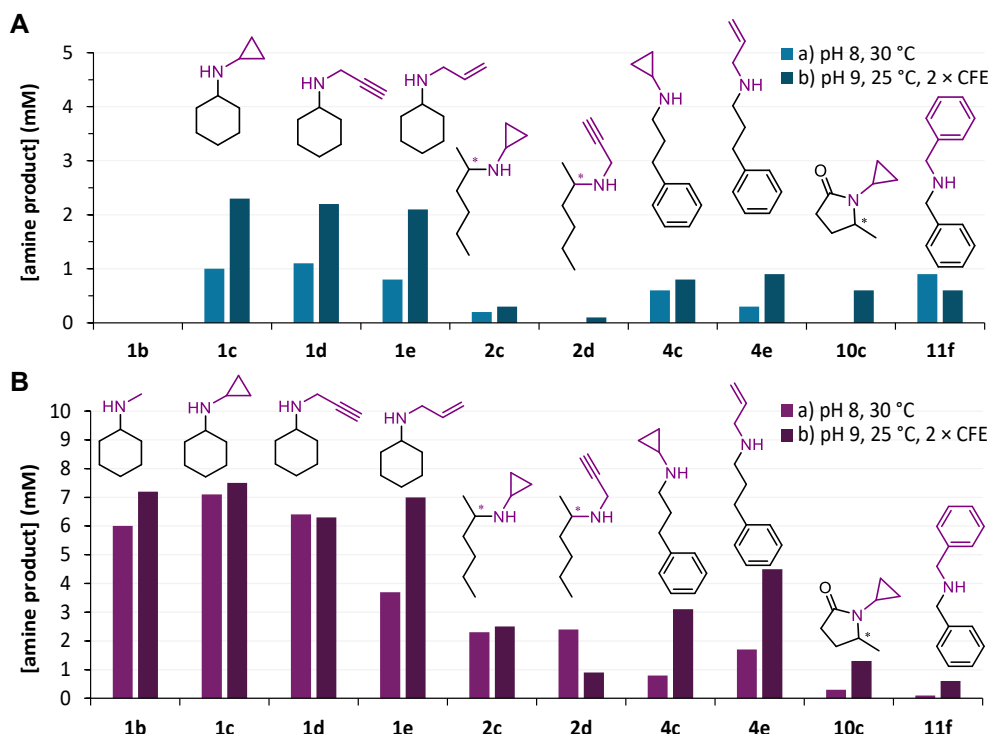 A
[amine product] (mM)
5
4
3
2
1
0
a) pH 8, 30 °C
b) pH 9, 25 °C, 2 × CFE
HN
HN
HN
* NH
* NH
NH
NH
O N *
NH
1b 1c 1d 1e 2c 2d 4c 4e 10c 11f
B
[amine product] (mM)
10
9
8
7
6
5
4
3
2
1
0
a) pH 8, 30 °C
b) pH 9, 25 °C, 2 × CFE
HN
HN
HN
HN
* NH
* NH
NH
NH
O N *
NH
1b 1c 1d 1e 2c 2d 4c 4e 10c 11f